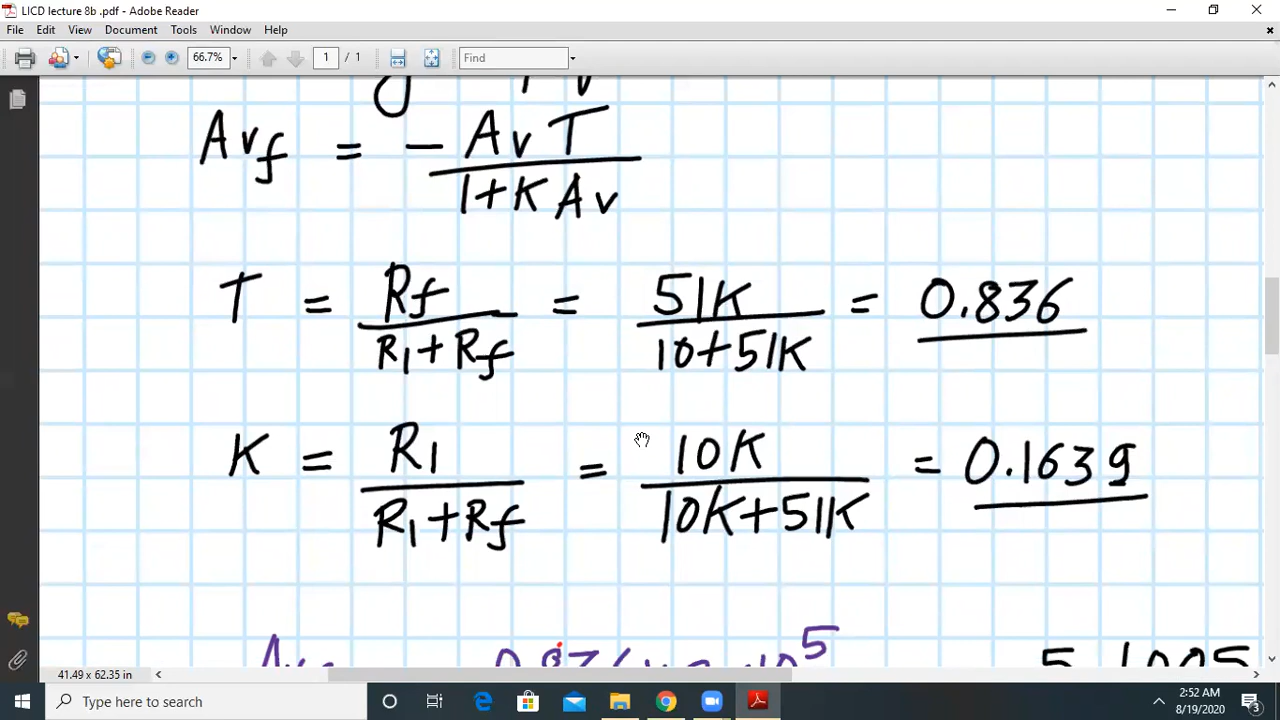 LICD lecture 8b .pdf - Adobe Reader
File Edit View Document Tools Window Help
1 / 1 66.7% Find
Avf = - Av T / 1+K Av
T = Rf / R1+Rf = 51K / 10+51K = 0.836
K = R1 / R1+Rf = 10K / 10K+51K = 0.1639
41.49 x 62.35 in
Type here to search
2:52 AM
8/19/2020
3